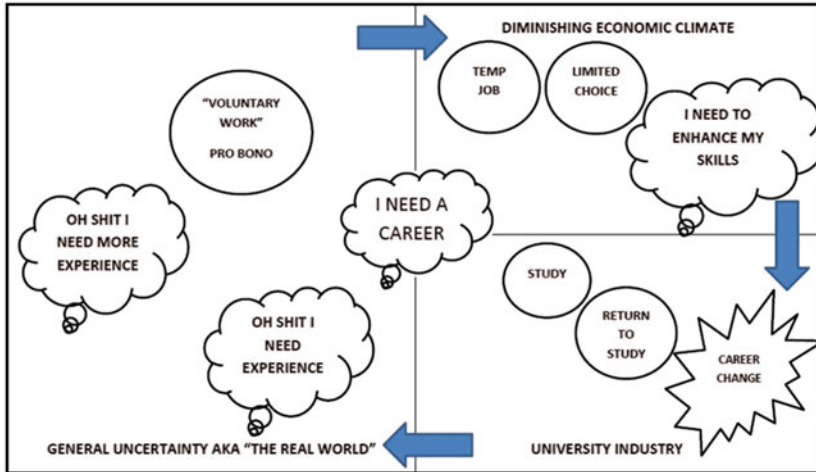 DIMINISHING ECONOMIC CLIMATE
TEMP
JOB
LIMITED
CHOICE
"VOLUNTARY
WORK"
PRO BONO
I NEED TO
ENHANCE MY
SKILLS
I NEED A
CAREER
OH SHIT I
NEED MORE
EXPERIENCE
STUDY
OH SHIT I
NEED
EXPERIENCE
RETURN
TO
STUDY
CAREER
CHANGE
GENERAL UNCERTAINTY AKA "THE REAL WORLD"
UNIVERSITY INDUSTRY